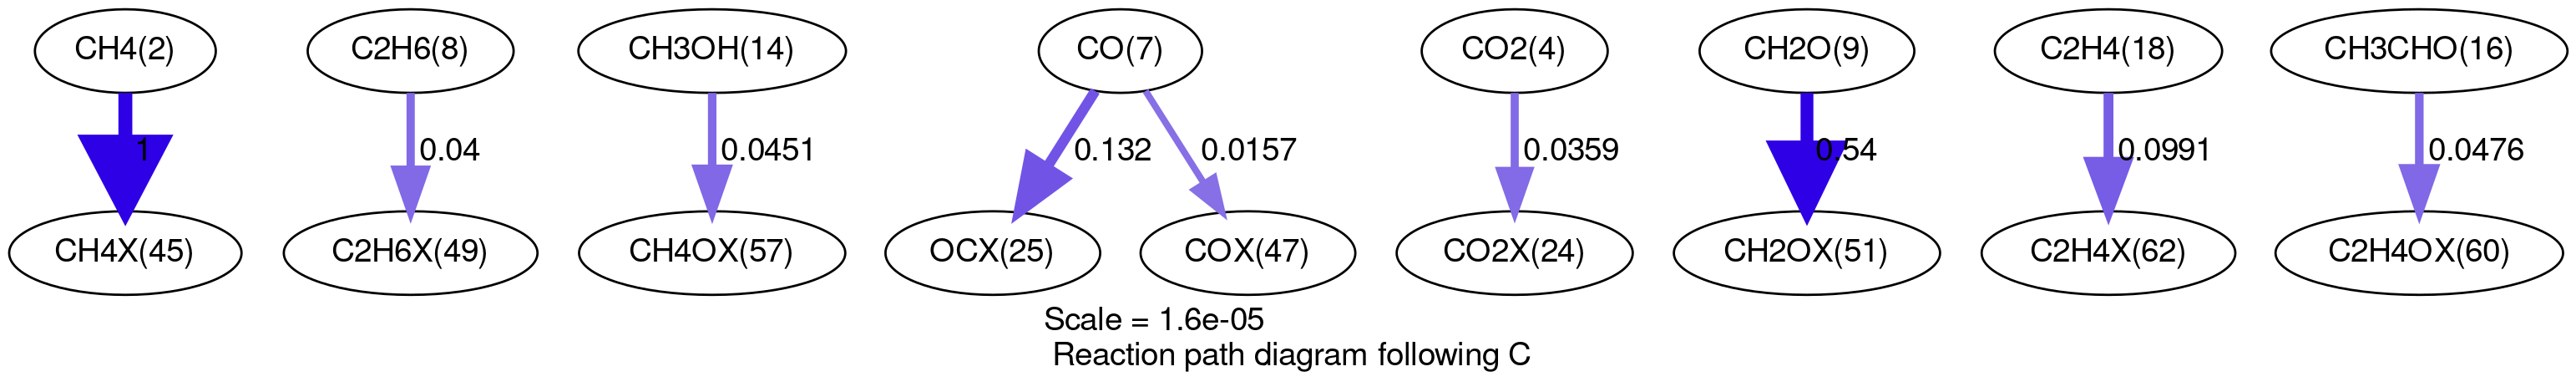 CH4(2)
C2H6(8)
CH3OH(14)
CO(7)
CO2(4)
CH2O(9)
C2H4(18)
CH3CHO(16)
1
0.04
0.0451
0.132
0.0157
0.0359
0.54
0.0991
0.0476
CH4X(45)
C2H6X(49)
CH4OX(57)
OCX(25)
COX(47)
CO2X(24)
CH2OX(51)
C2H4X(62)
C2H4OX(60)
Scale = 1.6e-05
Reaction path diagram following C